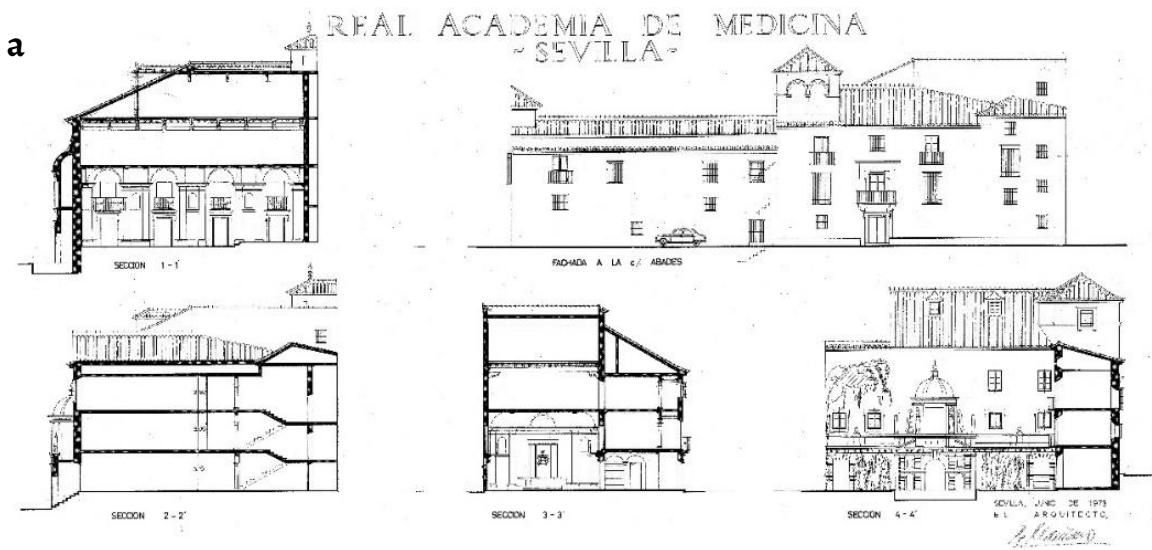 a
REAL ACADEMIA DE MEDICINA
- SEVILLA -
SECCION 1-1'
FACHADA A LA c/. ABADES
SECCION 2-2'
SECCION 3-3'
SECCION 4-4'
SEVILLA, JUNIO DE 1973
EL ARQUITECTO,